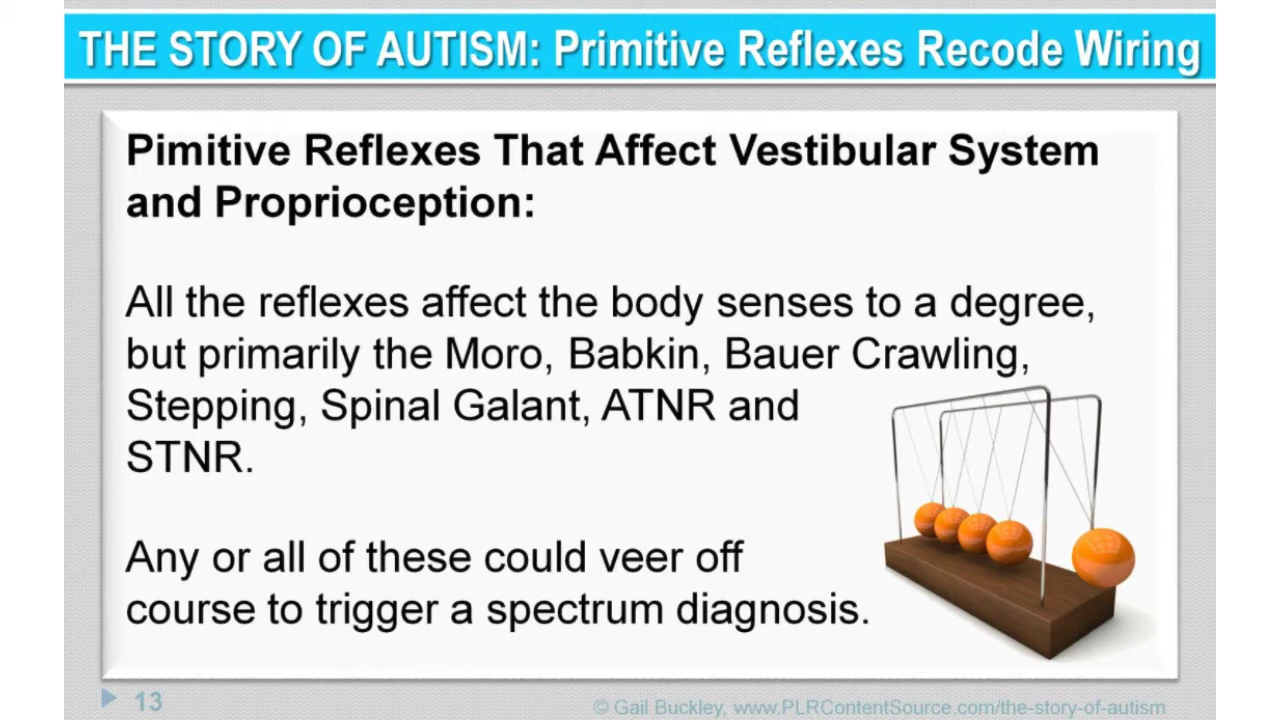 THE STORY OF AUTISM: Primitive Reflexes Recode Wiring
Pimitive Reflexes That Affect Vestibular System
and Proprioception:
All the reflexes affect the body senses to a degree,
but primarily the Moro, Babkin, Bauer Crawling,
Stepping, Spinal Galant, ATNR and
STNR.
Any or all of these could veer off
course to trigger a spectrum diagnosis.
13
© Gail Buckley, www.PLRContentSource.com/the-story-of-autism